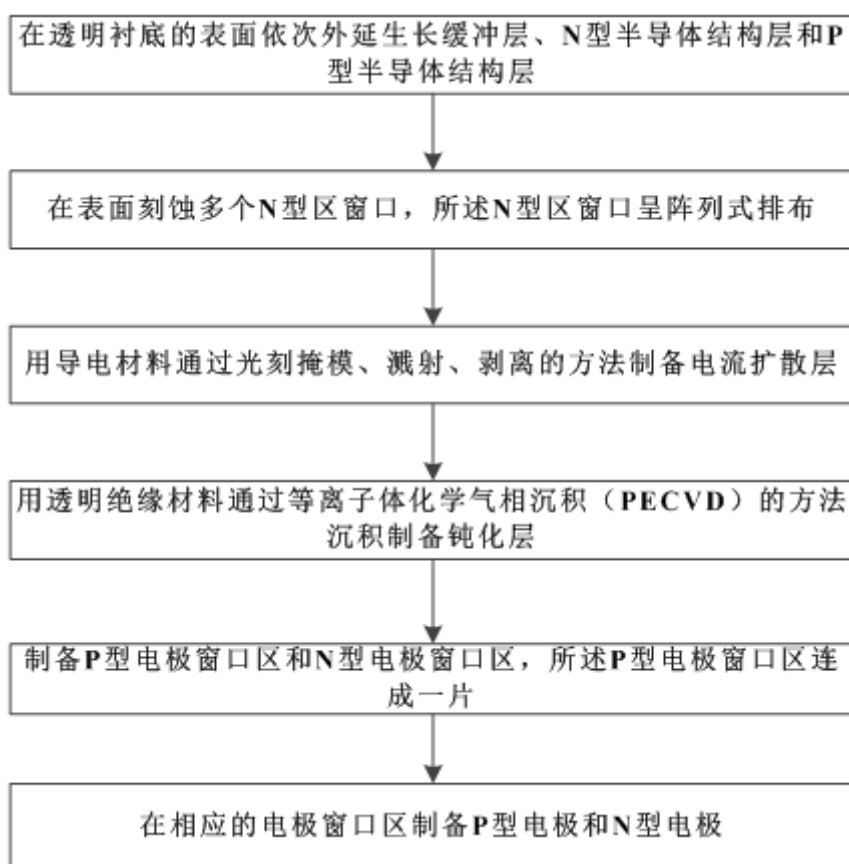 在透明衬底的表面依次外延生长缓冲层、N型半导体结构层和P
型半导体结构层
在表面刻蚀多个N型区窗口，所述N型区窗口呈阵列式排布
用导电材料通过光刻掩模、溅射、剥离的方法制备电流扩散层
用透明绝缘材料通过等离子体化学气相沉积（PECVD）的方法
沉积制备钝化层
制备P型电极窗口区和N型电极窗口区，所述P型电极窗口区连
成一片
在相应的电极窗口区制备P型电极和N型电极